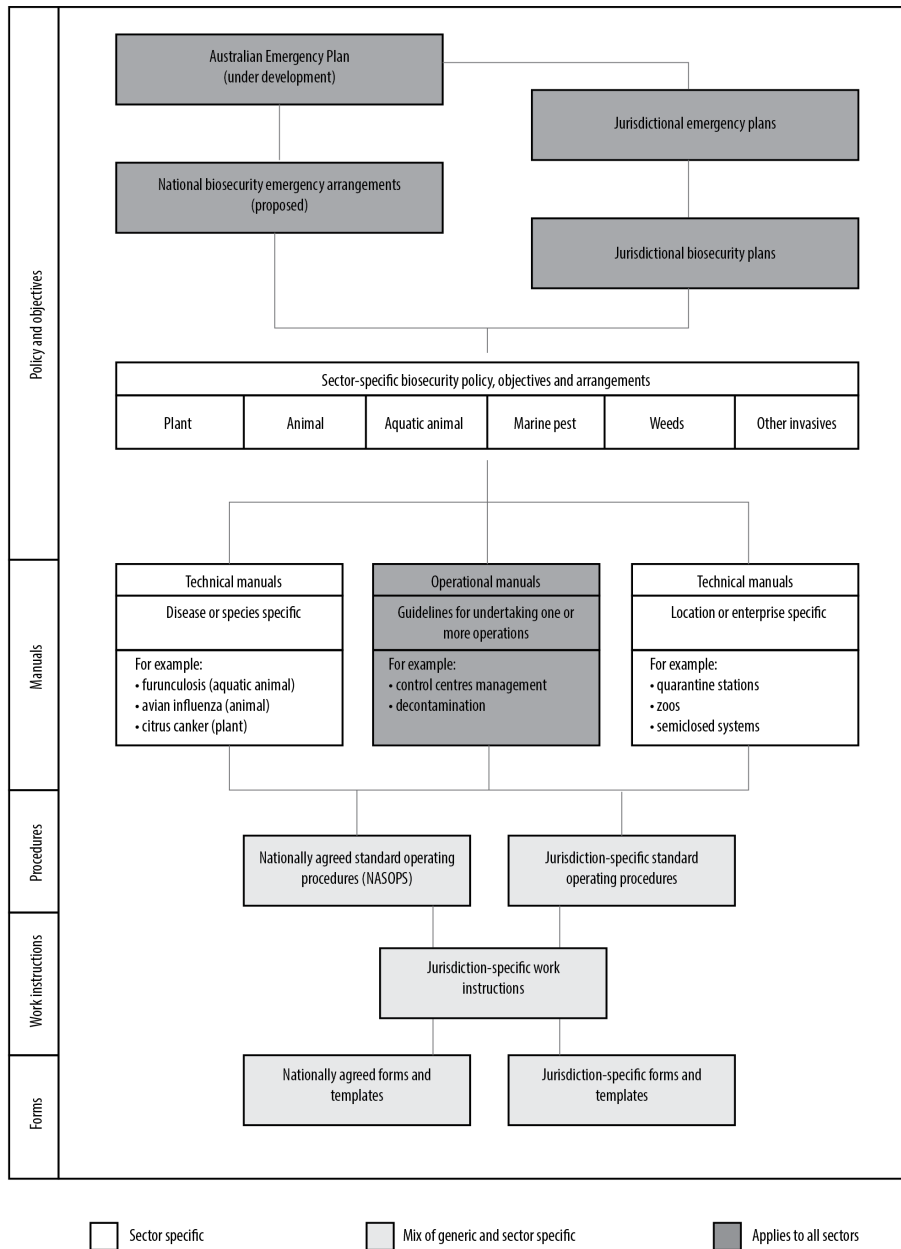 Policy and objectives
Australian Emergency Plan
(under development)
Jurisdictional emergency plans
National biosecurity emergency arrangements
(proposed)
Jurisdictional biosecurity plans
Sector-specific biosecurity policy, objectives and arrangements
Plant
Animal
Aquatic animal
Marine pest
Weeds
Other invasives
Manuals
Technical manuals
Disease or species specific
For example:
• furunculosis (aquatic animal)
• avian influenza (animal)
• citrus canker (plant)
Operational manuals
Guidelines for undertaking one or
more operations
For example:
• control centres management
• decontamination
Technical manuals
Location or enterprise specific
For example:
• quarantine stations
• zoos
• semiclosed systems
Procedures
Nationally agreed standard operating
procedures (NASOPS)
Jurisdiction-specific standard
operating procedures
Work instructions
Jurisdiction-specific work
instructions
Forms
Nationally agreed forms and
templates
Jurisdiction-specific forms and
templates
Sector specific
Mix of generic and sector specific
Applies to all sectors